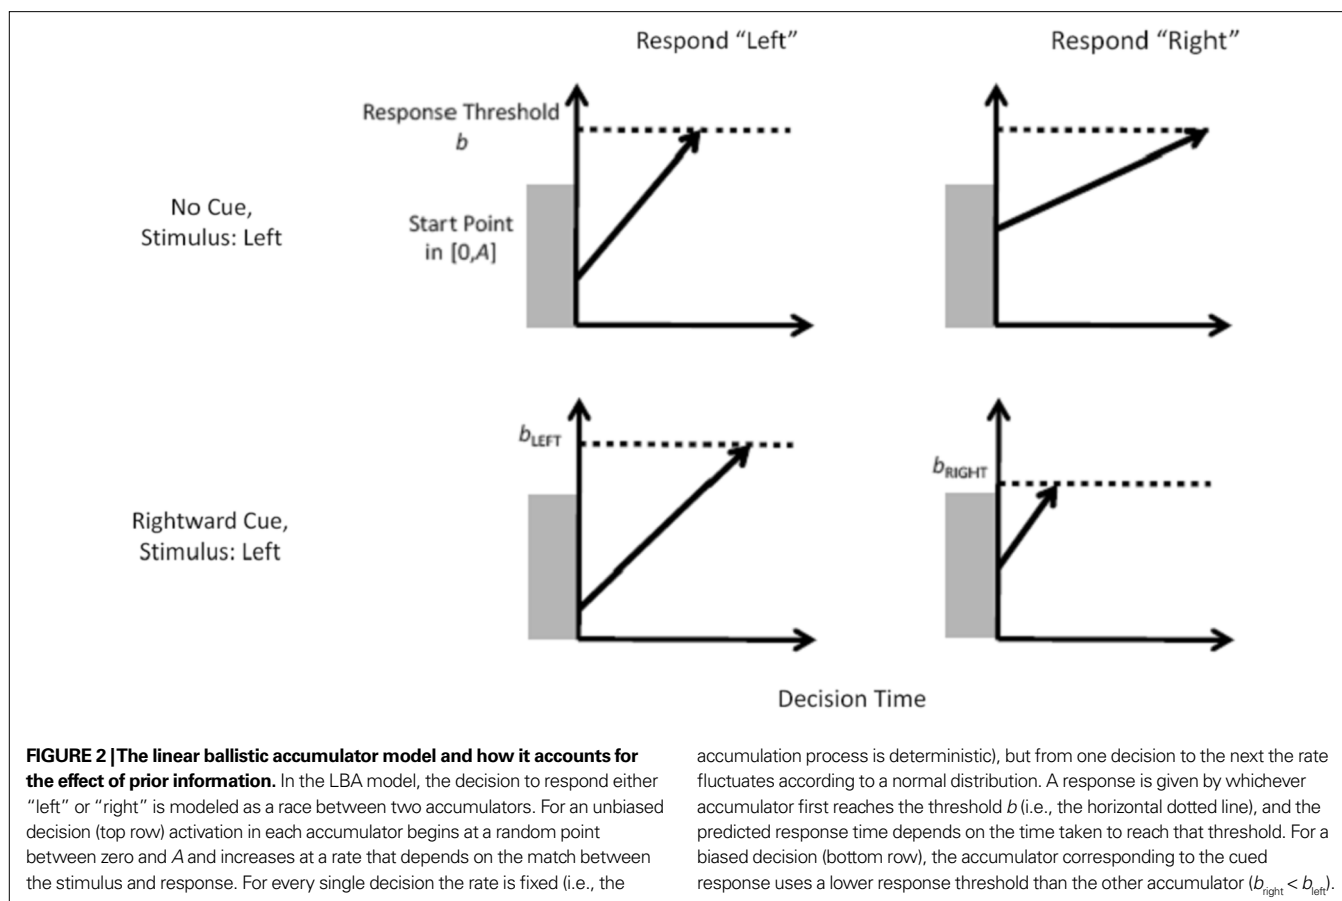 Respond “Left”
Respond “Right”
Response Threshold
b
No Cue,
Stimulus: Left
Start Point
in [0,A]
bLEFT
bRIGHT
Rightward Cue,
Stimulus: Left
Decision Time
FIGURE 2 | The linear ballistic accumulator model and how it accounts for
the effect of prior information. In the LBA model, the decision to respond either
“left” or “right” is modeled as a race between two accumulators. For an unbiased
decision (top row) activation in each accumulator begins at a random point
between zero and A and increases at a rate that depends on the match between
the stimulus and response. For every single decision the rate is fixed (i.e., the
accumulation process is deterministic), but from one decision to the next the rate
fluctuates according to a normal distribution. A response is given by whichever
accumulator first reaches the threshold b (i.e., the horizontal dotted line), and the
predicted response time depends on the time taken to reach that threshold. For a
biased decision (bottom row), the accumulator corresponding to the cued
response uses a lower response threshold than the other accumulator (bright < bleft).